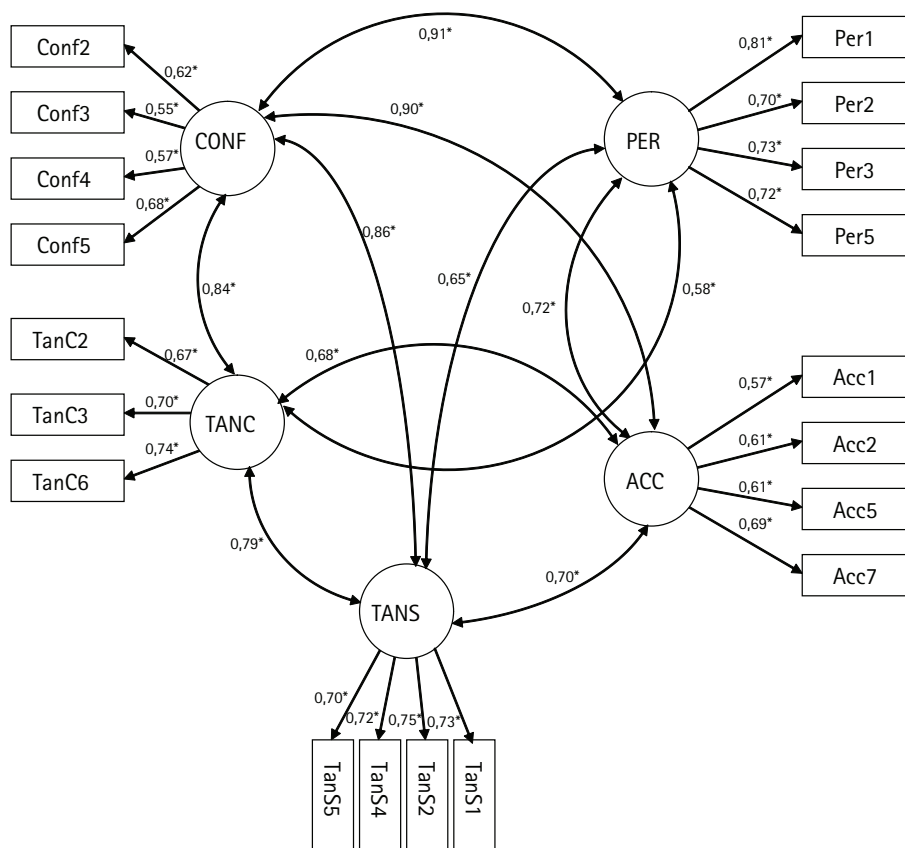 Conf2
Conf3
Conf4
Conf5
0,62*
0,55*
0,57*
0,68*
CONF
0,91*
0,90*
PER
0,81*
0,70*
0,73*
0,72*
Per1
Per2
Per3
Per5
0,86*
0,65*
0,72*
0,58*
0,84*
0,68*
TanC2
TanC3
TanC6
0,67*
0,70*
0,74*
TANC
ACC
0,57*
0,61*
0,61*
0,69*
Acc1
Acc2
Acc5
Acc7
0,79*
0,70*
TANS
0,70*
0,72*
0,75*
0,73*
TanS5
TanS4
TanS2
TanS1